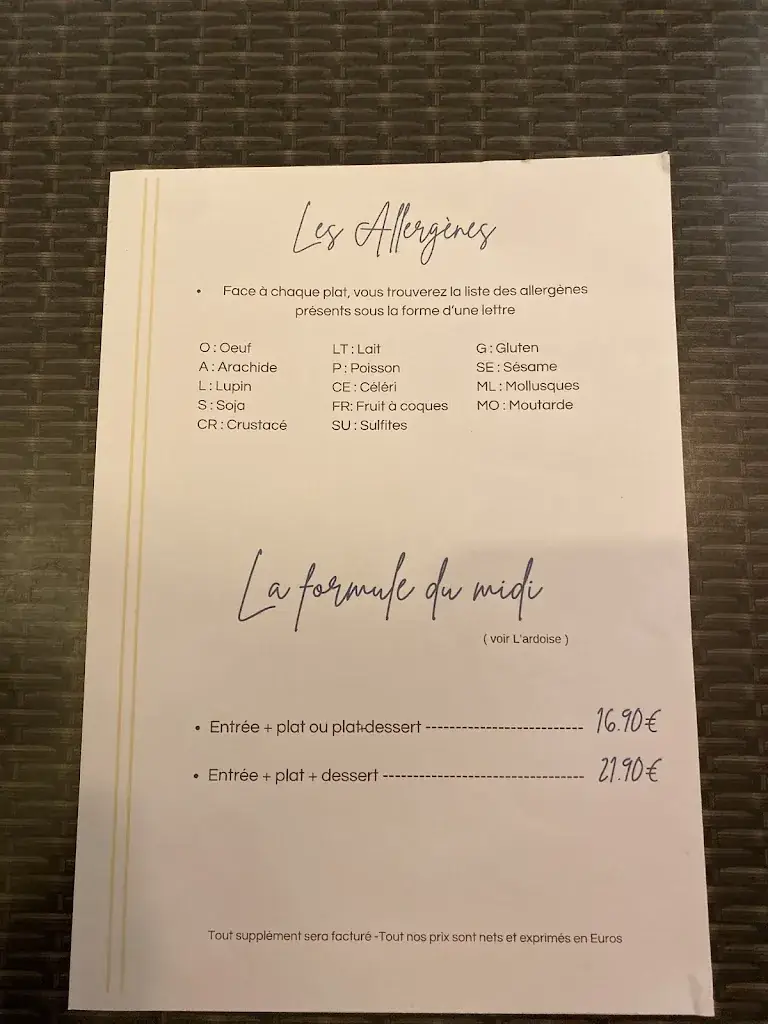 Les Allergènes
• Face à chaque plat, vous trouverez la liste des allergènes
présents sous la forme d'une lettre
O : Oeuf
A : Arachide
L : Lupin
S : Soja
CR : Crustacé
LT : Lait
P : Poisson
CE : Céléri
FR: Fruit à coques
SU : Sulfites
G : Gluten
SE : Sésame
ML : Mollusques
MO : Moutarde
La formule du midi
( voir L'ardoise )
• Entrée + plat ou plat+dessert --------------------------- 16.90€
• Entrée + plat + dessert ---------------------------------- 21.90€
Tout supplément sera facturé -Tout nos prix sont nets et exprimés en Euros